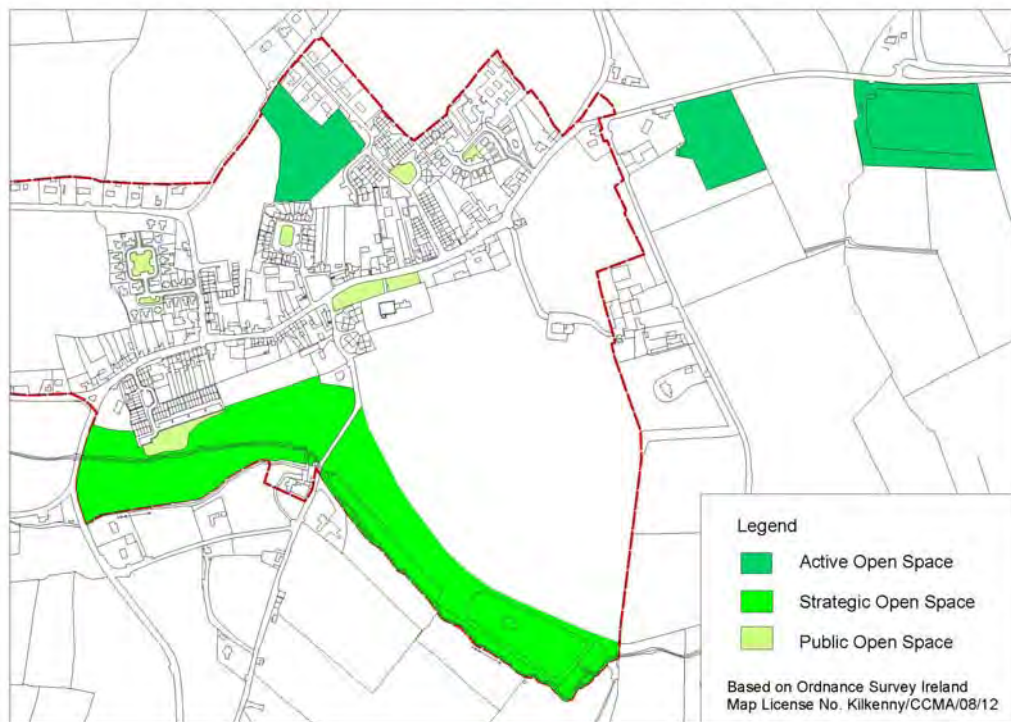 Legend
Active Open Space
Strategic Open Space
Public Open Space
Based on Ordnance Survey Ireland
Map License No. Kilkenny/CCMA/08/12